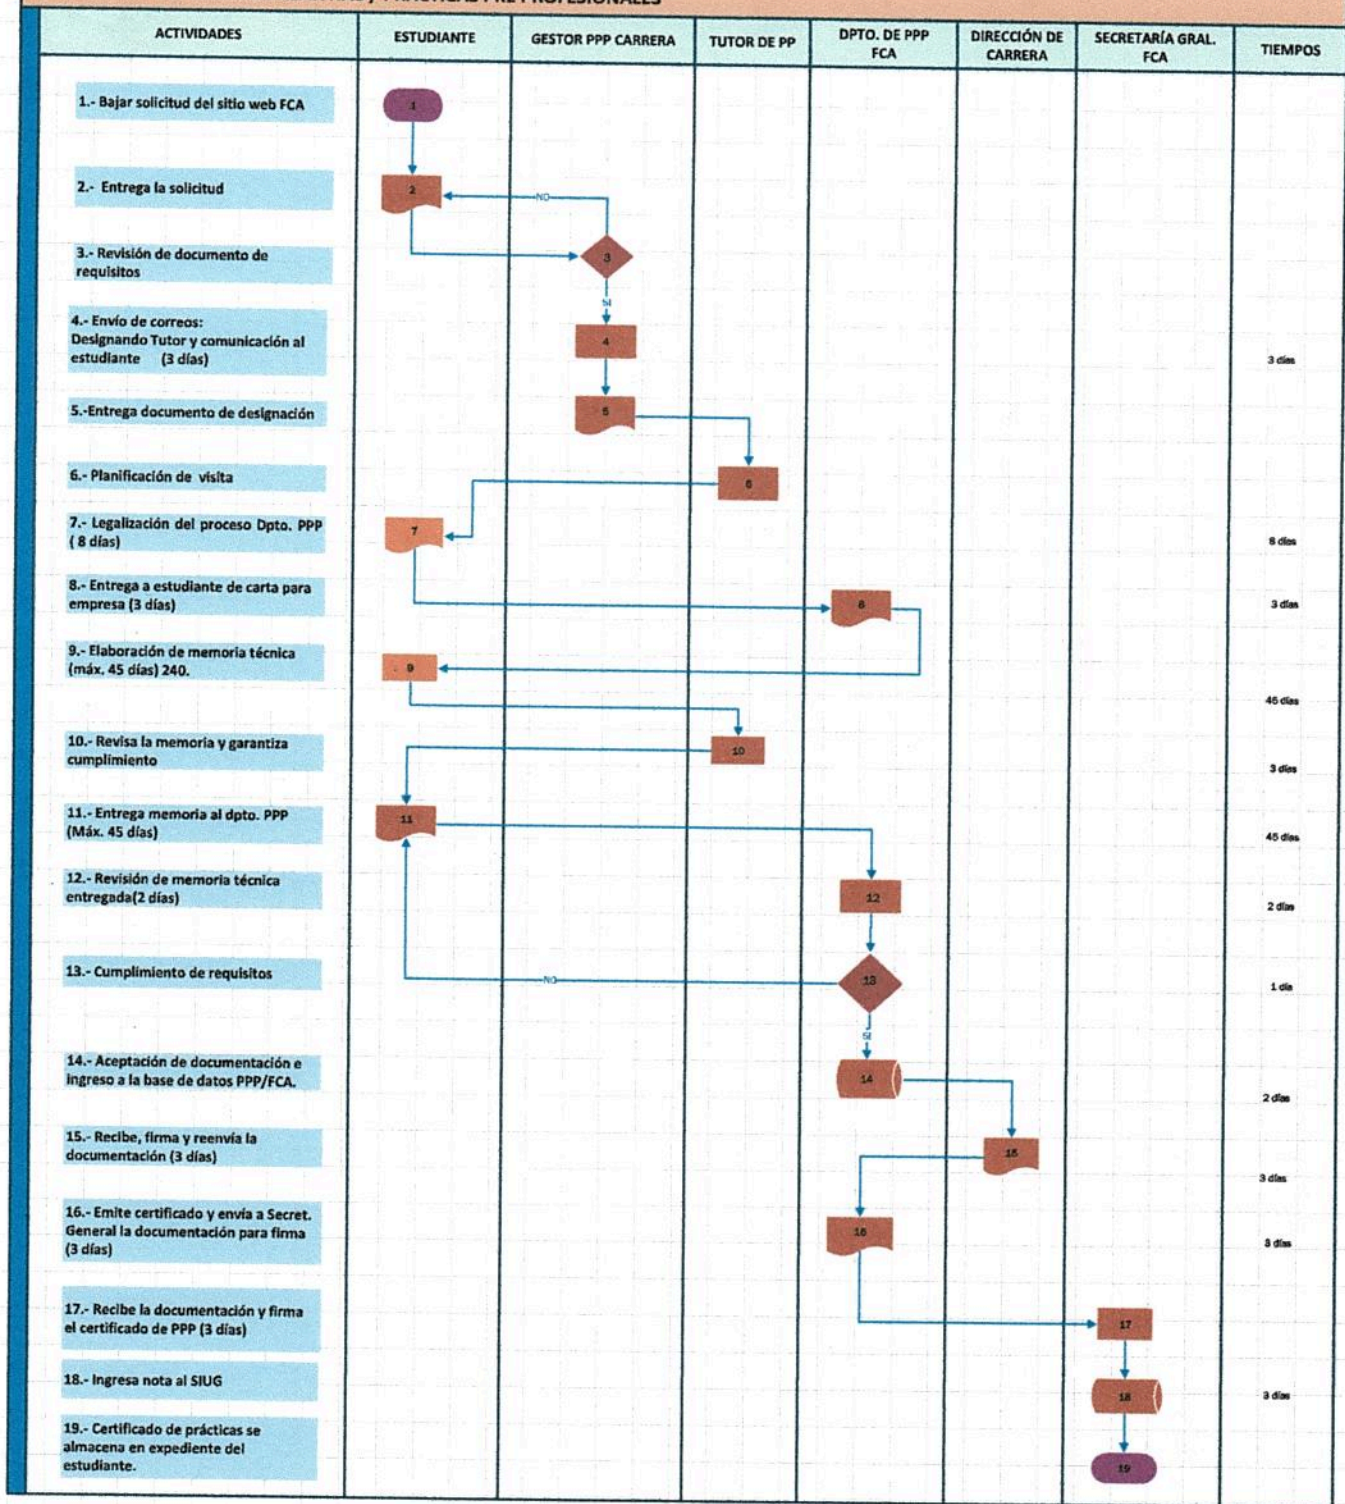 PRE PROFESIONALES
ACTIVIDADES
ESTUDIANTE
GESTOR PPP CARRERA
TUTOR DE PP
DPTO. DE PPP
FCA
DIRECCIÓN DE
CARRERA
SECRETARÍA GRAL.
FCA
TIEMPOS
1.- Bajar solicitud del sitio web FCA
1
2.- Entrega la solicitud
2
NO
3.- Revisión de documento de
requisitos
3
SI
4.- Envío de correos:
Designando Tutor y comunicación al
estudiante (3 días)
4
3 días
5.-Entrega documento de designación
5
6.- Planificación de visita
6
7.- Legalización del proceso Dpto. PPP
( 8 días)
7
8 días
8.- Entrega a estudiante de carta para
empresa (3 días)
8
3 días
9.- Elaboración de memoria técnica
(máx. 45 días) 240.
9
45 días
10.- Revisa la memoria y garantiza
cumplimiento
10
3 días
11.- Entrega memoria al dpto. PPP
(Máx. 45 días)
11
45 días
12.- Revisión de memoria técnica
entregada(2 días)
12
2 días
13.- Cumplimiento de requisitos
NO
13
1 día
SI
14.- Aceptación de documentación e
ingreso a la base de datos PPP/FCA.
14
2 días
15.- Recibe, firma y reenvía la
documentación (3 días)
15
3 días
16.- Emite certificado y envía a Secret.
General la documentación para firma
(3 días)
16
3 días
17.- Recibe la documentación y firma
el certificado de PPP (3 días)
17
18.- Ingresa nota al SIUG
18
3 días
19.- Certificado de prácticas se
almacena en expediente del
estudiante.
19